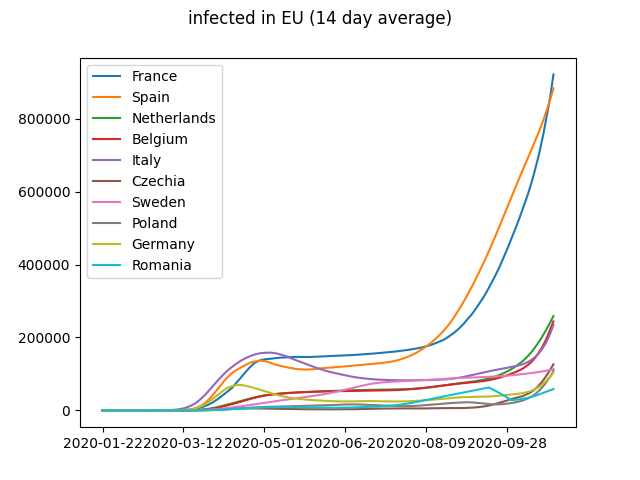 infected in EU (14 day average)
France
Spain
Netherlands
Belgium
Italy
Czechia
Sweden
Poland
Germany
Romania
800000
600000
400000
200000
0
2020-01-22 2020-03-12 2020-05-01 2020-06-20 2020-08-09 2020-09-28